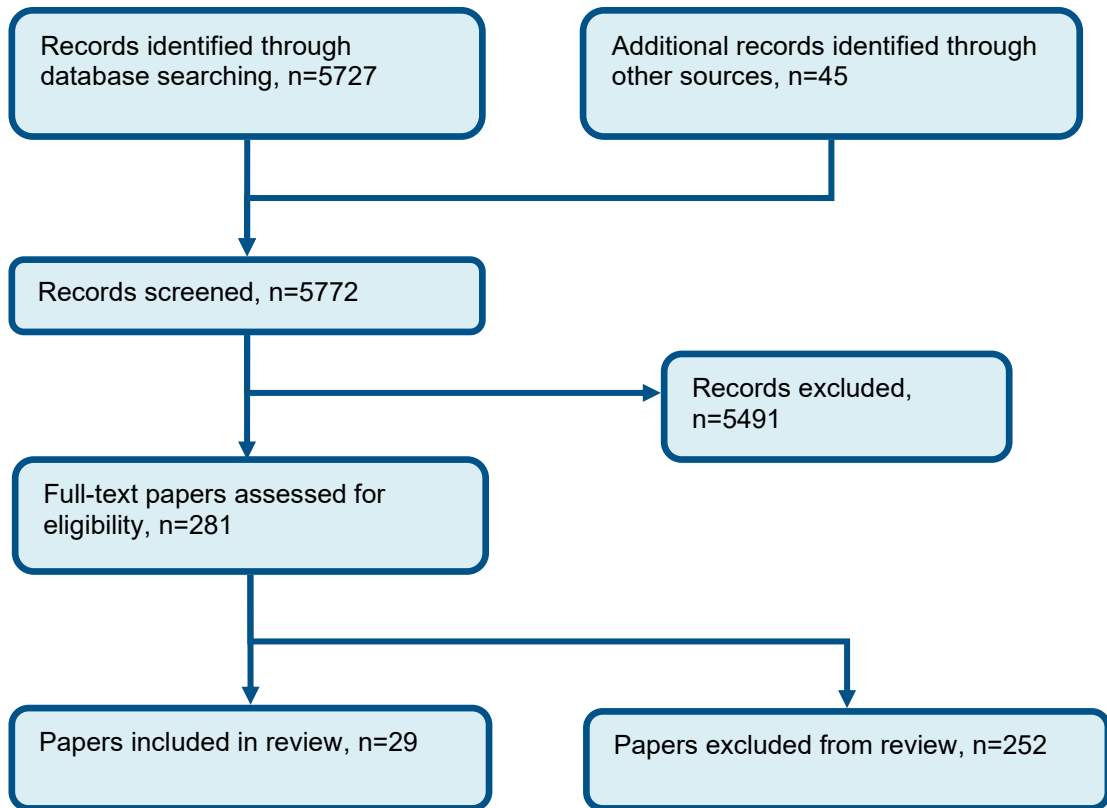 Records identified through
database searching, n=5727
Additional records identified through
other sources, n=45
Records screened, n=5772
Records excluded,
n=5491
Full-text papers assessed for
eligibility, n=281
Papers included in review, n=29
Papers excluded from review, n=252